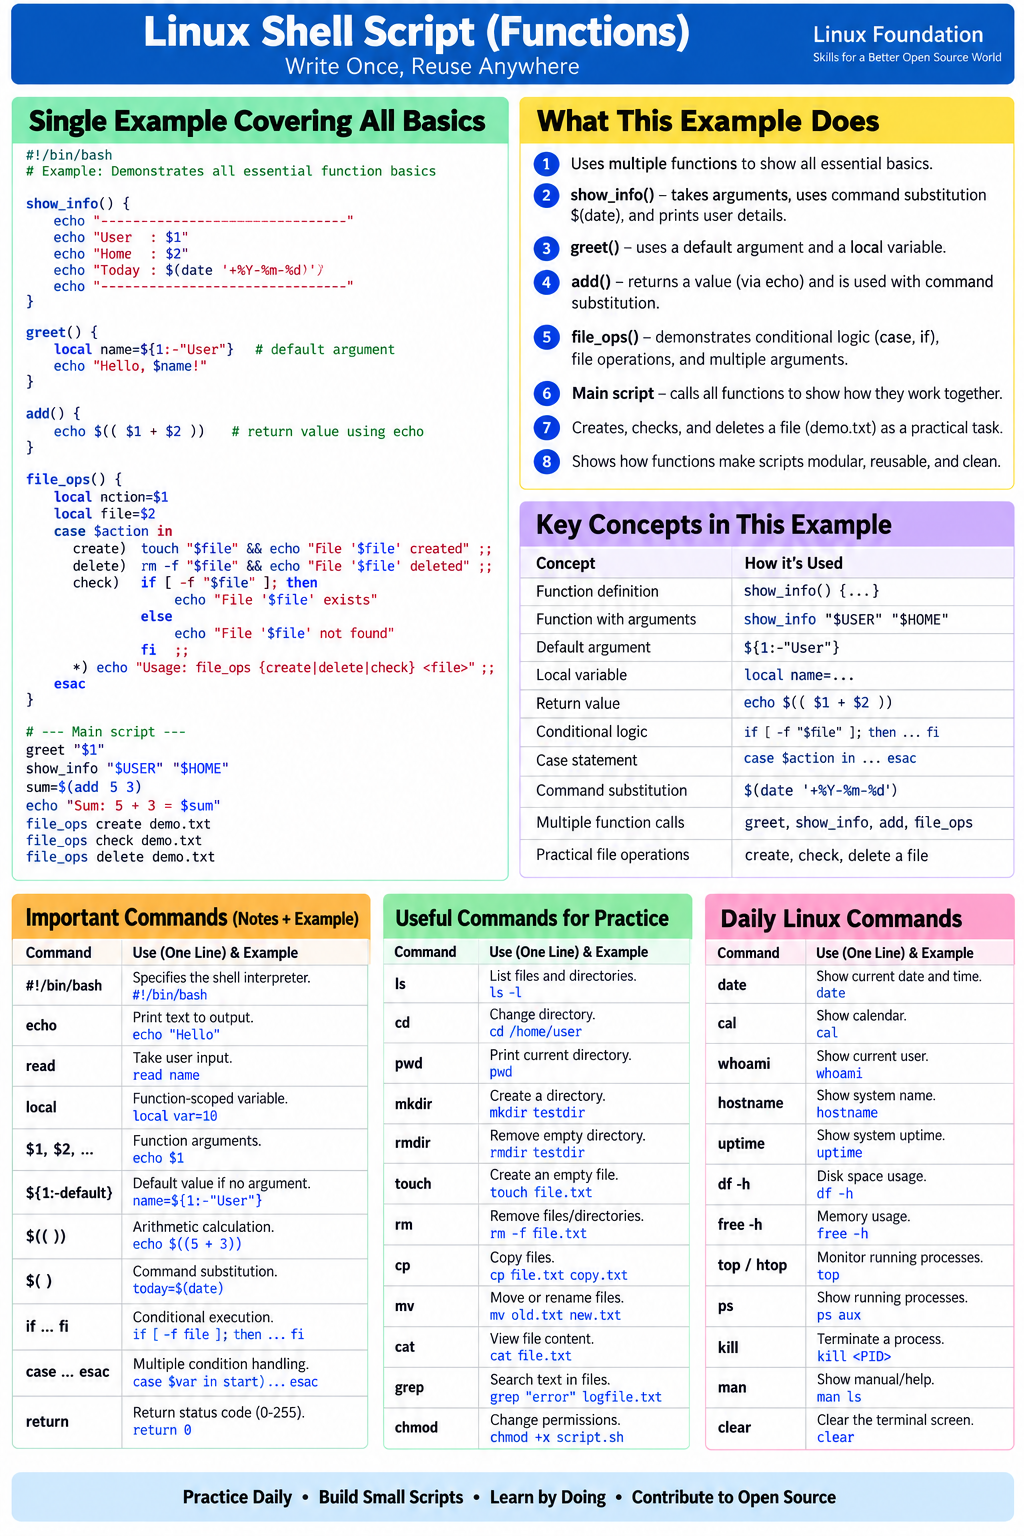 Linux Shell Script (Functions)
Write Once, Reuse Anywhere
Linux Foundation
Skills for a Better Open Source World
Single Example Covering All Basics
#!/bin/bash
# Example: Demonstrates all essential function basics
show_info() {
echo "-------------------------------"
echo "User  : $1"
echo "Home  : $2"
echo "Today : $(date '+%Y-%m-%d)'"
echo "-------------------------------"
}
greet() {
local name=${1:-"User"}  # default argument
echo "Hello, $name!"
}
add() {
echo $(( $1 + $2 ))  # return value using echo
}
file_ops() {
local nction=$1
local file=$2
case $action in
create) touch "$file" && echo "File '$file' created" ;;
delete) rm -f "$file" && echo "File '$file' deleted" ;;
check) if [ -f "$file" ]; then
echo "File '$file' exists"
else
echo "File '$file' not found"
fi ;;
*) echo "Usage: file_ops {create|delete|check} <file>" ;;
esac
}
# --- Main script ---
greet "$1"
show_info "$USER" "$HOME"
sum=$(add 5 3)
echo "Sum: 5 + 3 = $sum"
file_ops create demo.txt
file_ops check demo.txt
file_ops delete demo.txt
What This Example Does
1 Uses multiple functions to show all essential basics.
2 show_info() – takes arguments, uses command substitution
$(date), and prints user details.
3 greet() – uses a default argument and a local variable.
4 add() – returns a value (via echo) and is used with command
substitution.
5 file_ops() – demonstrates conditional logic (case, if),
file operations, and multiple arguments.
6 Main script – calls all functions to show how they work together.
7 Creates, checks, and deletes a file (demo.txt) as a practical task.
8 Shows how functions make scripts modular, reusable, and clean.
Key Concepts in This Example
Concept How it's Used
Function definition show_info() {...}
Function with arguments show_info "$USER" "$HOME"
Default argument ${1:-"User"}
Local variable local name=...
Return value echo $(( $1 + $2 ))
Conditional logic if [ -f "$file" ]; then ... fi
Case statement case $action in ... esac
Command substitution $(date '+%Y-%m-%d')
Multiple function calls greet, show_info, add, file_ops
Practical file operations create, check, delete a file
Important Commands (Notes + Example)
Command Use (One Line) & Example
#!/bin/bash Specifies the shell interpreter.
#!/bin/bash
echo Print text to output.
echo "Hello"
read Take user input.
read name
local Function-scoped variable.
local var=10
$1, $2, ... Function arguments.
echo $1
${1:-default} Default value if no argument.
name=${1:-"User"}
$(( )) Arithmetic calculation.
echo $((5 + 3))
$( ) Command substitution.
today=$(date)
if ... fi Conditional execution.
if [ -f file ]; then ... fi
case ... esac Multiple condition handling.
case $var in start)... esac
return Return status code (0-255).
return 0
Useful Commands for Practice
Command Use (One Line) & Example
ls List files and directories.
ls -l
cd Change directory.
cd /home/user
pwd Print current directory.
pwd
mkdir Create a directory.
mkdir testdir
rmdir Remove empty directory.
rmdir testdir
touch Create an empty file.
touch file.txt
rm Remove files/directories.
rm -f file.txt
cp Copy files.
cp file.txt copy.txt
mv Move or rename files.
mv old.txt new.txt
cat View file content.
cat file.txt
grep Search text in files.
grep "error" logfile.txt
chmod Change permissions.
chmod +x script.sh
Daily Linux Commands
Command Use (One Line) & Example
date Show current date and time.
date
cal Show calendar.
cal
whoami Show current user.
whoami
hostname Show system name.
hostname
uptime Show system uptime.
uptime
df -h Disk space usage.
df -h
free -h Memory usage.
free -h
top / htop Monitor running processes.
top
ps Show running processes.
ps aux
kill Terminate a process.
kill <PID>
man Show manual/help.
man ls
clear Clear the terminal screen.
clear
Practice Daily • Build Small Scripts • Learn by Doing • Contribute to Open Source